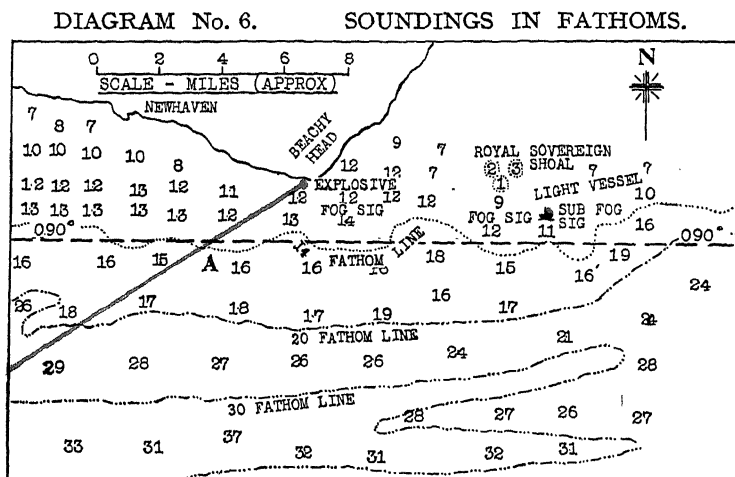 DIAGRAM No. 6. SOUNDINGS IN FATHOMS.
0 2 4 6 8
SCALE - MILES (APPROX)
N
NEWHAVEN
BEACHY HEAD
7
8 7 9 7
ROYAL SOVEREIGN
SHOAL
10 10 10 10 8 12 2 3 7 7
12 7 1
LIGHT VESSEL
EXPLOSIVE
12 12 12 13 12 11 12 12 12 12 9 10
FOG SIG
FOG SIG
SUB FOG
SIG
13 13 13 13 13 12 13 14 12 11 16
090° 090°
A
14 FATHOM LINE
16 16 15 16 16 16 18 15 16 19
24
26 18 17 18 17 19 16 17
20 FATHOM LINE
21 24
29 28 27 26 26 24 28
30 FATHOM LINE
28 27 26 27
33 31 37 32 31 32 31